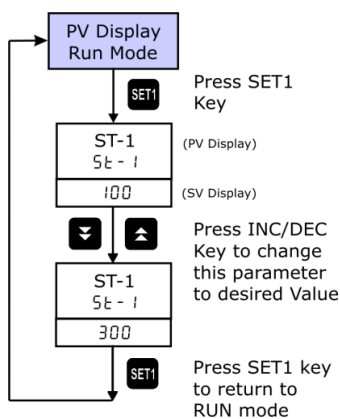 PV Display
Run Mode
SET1
Press SET1
Key
ST-1
(PV Display)
St-1
100
(SV Display)
Press INC/DEC
Key to change
this parameter
to desired Value
ST-1
St-1
300
SET1
Press SET1 key
to return to
RUN mode